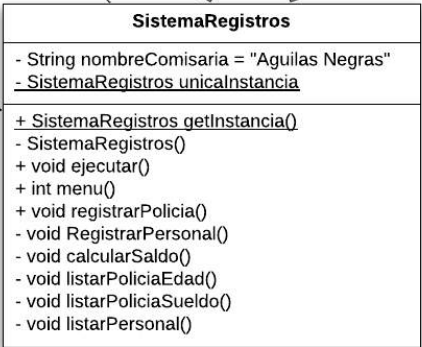 SistemaRegistros
- String nombreComisaria = "Aguilas Negras"
- SistemaRegistros unicaInstancia
+ SistemaRegistros getInstancia()
- SistemaRegistros()
+ void ejecutar()
+ int menu()
+ void registrarPolicia()
- void RegistrarPersonal()
- void calcularSaldo()
- void listarPoliciaEdad()
- void listarPoliciaSueldo()
- void listarPersonal()